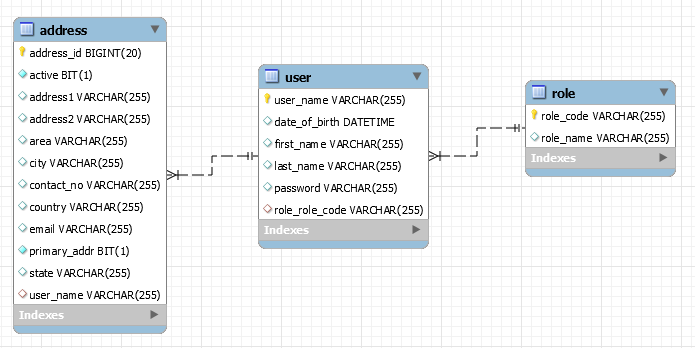 address
address_id BIGINT(20)
active BIT(1)
address1 VARCHAR(255)
address2 VARCHAR(255)
area VARCHAR(255)
city VARCHAR(255)
contact_no VARCHAR(255)
country VARCHAR(255)
email VARCHAR(255)
primary_addr BIT(1)
state VARCHAR(255)
user_name VARCHAR(255)
Indexes
user
user_name VARCHAR(255)
date_of_birth DATETIME
first_name VARCHAR(255)
last_name VARCHAR(255)
password VARCHAR(255)
role_role_code VARCHAR(255)
Indexes
role
role_code VARCHAR(255)
role_name VARCHAR(255)
Indexes